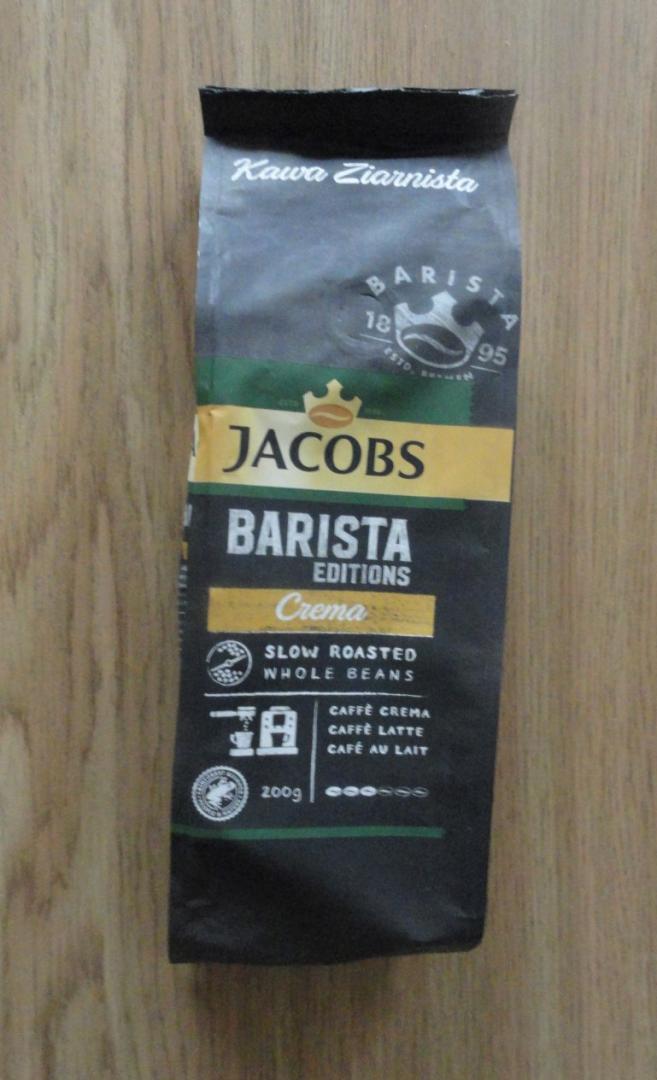 Kawa Ziarnista
BARISTA
18 95
ESTD. BREMEN
JACOBS
BARISTA
EDITIONS
Crema
SLOW ROASTED
WHOLE BEANS
CAFFÈ CREMA
CAFFÈ LATTE
CAFÉ AU LAIT
200g